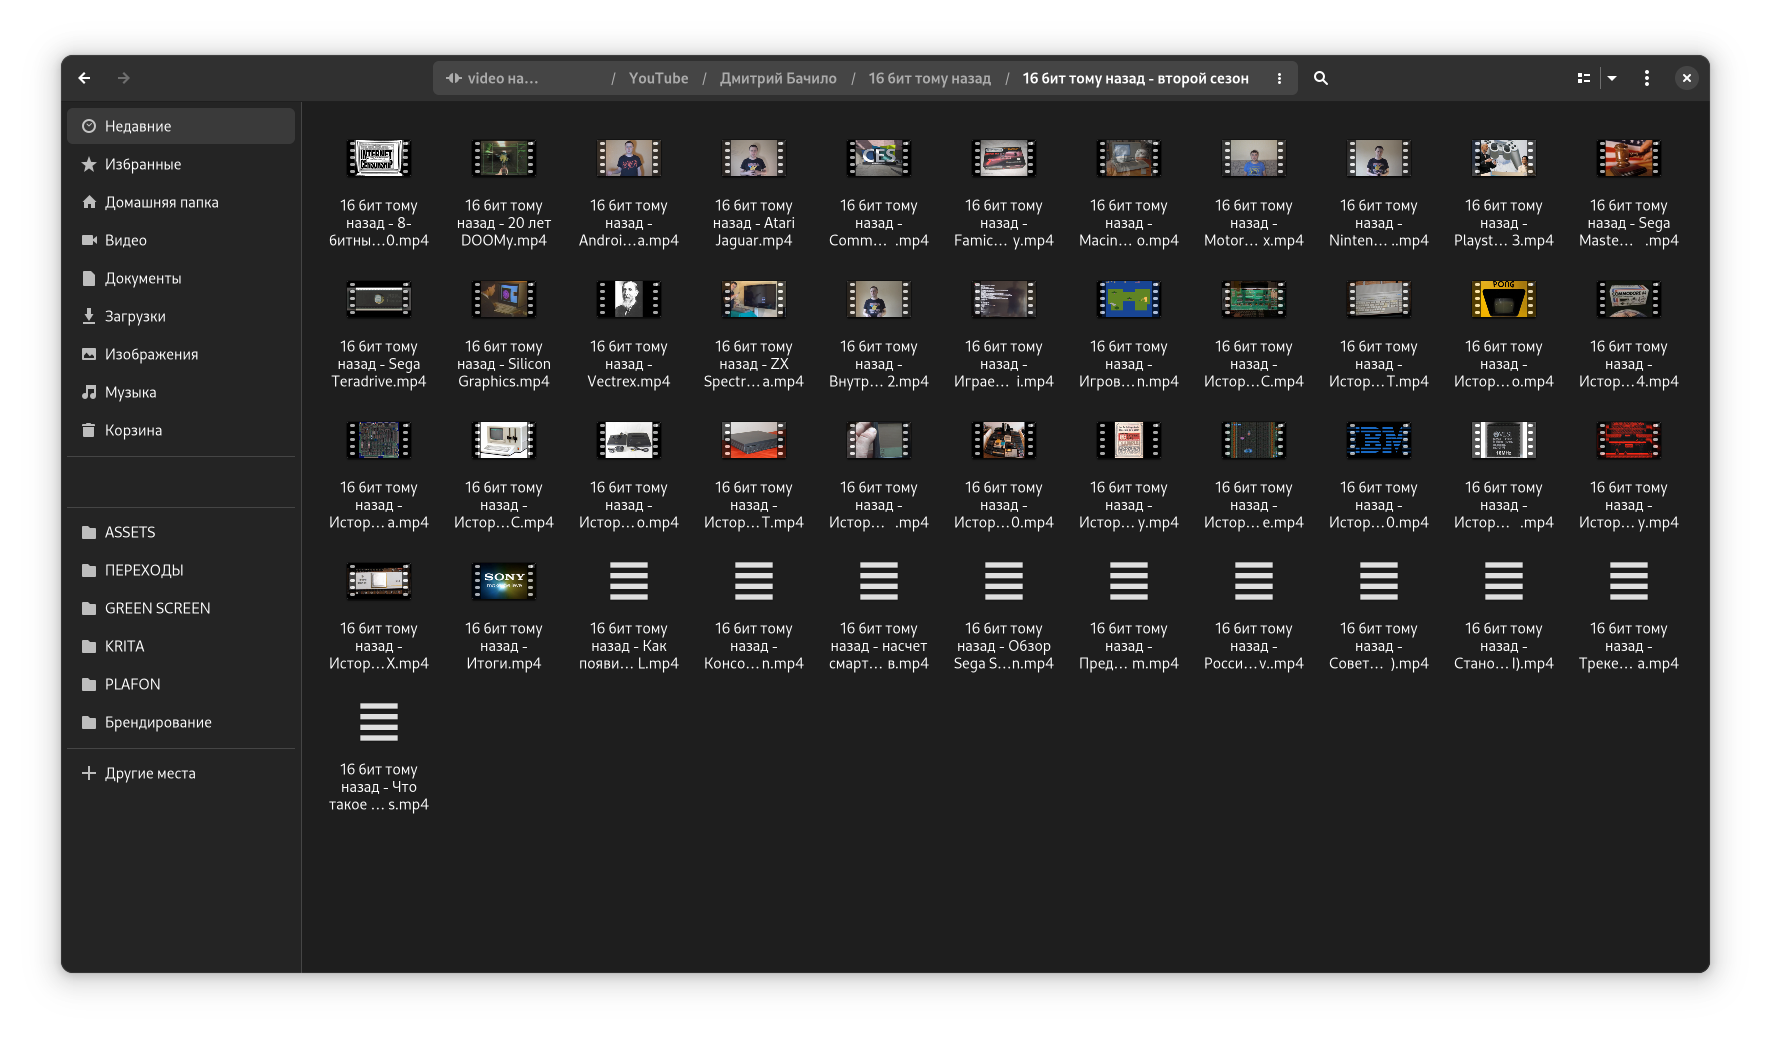 video на… / YouTube / Дмитрий Бачило / 16 бит тому назад / 16 бит тому назад - второй сезон
Недавние
Избранные
Домашняя папка
Видео
Документы
Загрузки
Изображения
Музыка
Корзина
ASSETS
ПЕРЕХОДЫ
GREEN SCREEN
KRITA
PLAFON
Брендирование
Другие места
INTERNET
CES
16 бит тому
назад - 8-
битны…0.mp4
16 бит тому
назад - 20 лет
DOOMу.mp4
16 бит тому
назад -
Androi…a.mp4
16 бит тому
назад - Atari
Jaguar.mp4
16 бит тому
назад -
Comm… .mp4
16 бит тому
назад -
Famic… y.mp4
16 бит тому
назад -
Macin… o.mp4
16 бит тому
назад -
Motor… x.mp4
16 бит тому
назад -
Ninten… ..mp4
16 бит тому
назад -
Playst… 3.mp4
16 бит тому
назад - Sega
Maste… .mp4
PONG
COMMODORE 64
16 бит тому
назад - Sega
Teradrive.mp4
16 бит тому
назад - Silicon
Graphics.mp4
16 бит тому
назад -
Vectrex.mp4
16 бит тому
назад - ZX
Spectr…a.mp4
16 бит тому
назад -
Внутр…2.mp4
16 бит тому
назад -
Играе… i.mp4
16 бит тому
назад -
Игров…n.mp4
16 бит тому
назад -
Истор…C.mp4
16 бит тому
назад -
Истор…T.mp4
16 бит тому
назад -
Истор…o.mp4
16 бит тому
назад -
Истор…4.mp4
IBM
16MHz
16 бит тому
назад -
Истор…a.mp4
16 бит тому
назад -
Истор…C.mp4
16 бит тому
назад -
Истор…o.mp4
16 бит тому
назад -
Истор…T.mp4
16 бит тому
назад -
Истор… .mp4
16 бит тому
назад -
Истор…0.mp4
16 бит тому
назад -
Истор…y.mp4
16 бит тому
назад -
Истор…e.mp4
16 бит тому
назад -
Истор…0.mp4
16 бит тому
назад -
Истор… .mp4
16 бит тому
назад -
Истор…y.mp4
SONY
16 бит тому
назад -
Истор…X.mp4
16 бит тому
назад -
Итоги.mp4
16 бит тому
назад - Как
появи…L.mp4
16 бит тому
назад -
Консо…n.mp4
16 бит тому
назад - насчет
смарт…в.mp4
16 бит тому
назад - Обзор
Sega S…n.mp4
16 бит тому
назад -
Пред… m.mp4
16 бит тому
назад -
Росси…v..mp4
16 бит тому
назад -
Совет… ).mp4
16 бит тому
назад -
Стано…I).mp4
16 бит тому
назад -
Треке…a.mp4
16 бит тому
назад - Что
такое … s.mp4